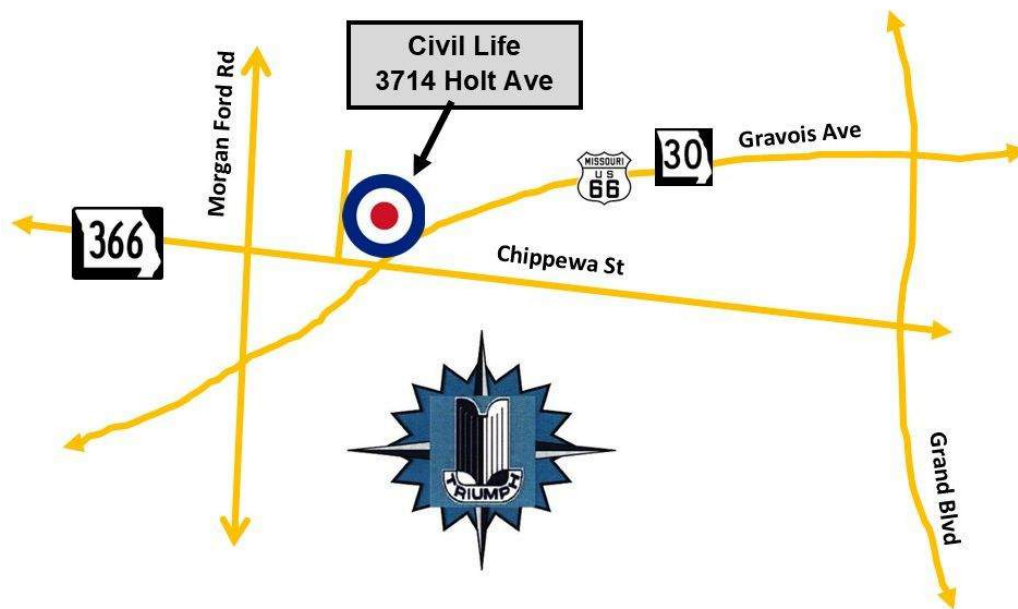 Civil Life
3714 Holt Ave
Morgan Ford Rd
366
MISSOURI
US
66
30
Gravois Ave
Chippewa St
TRIUMPH
Grand Blvd